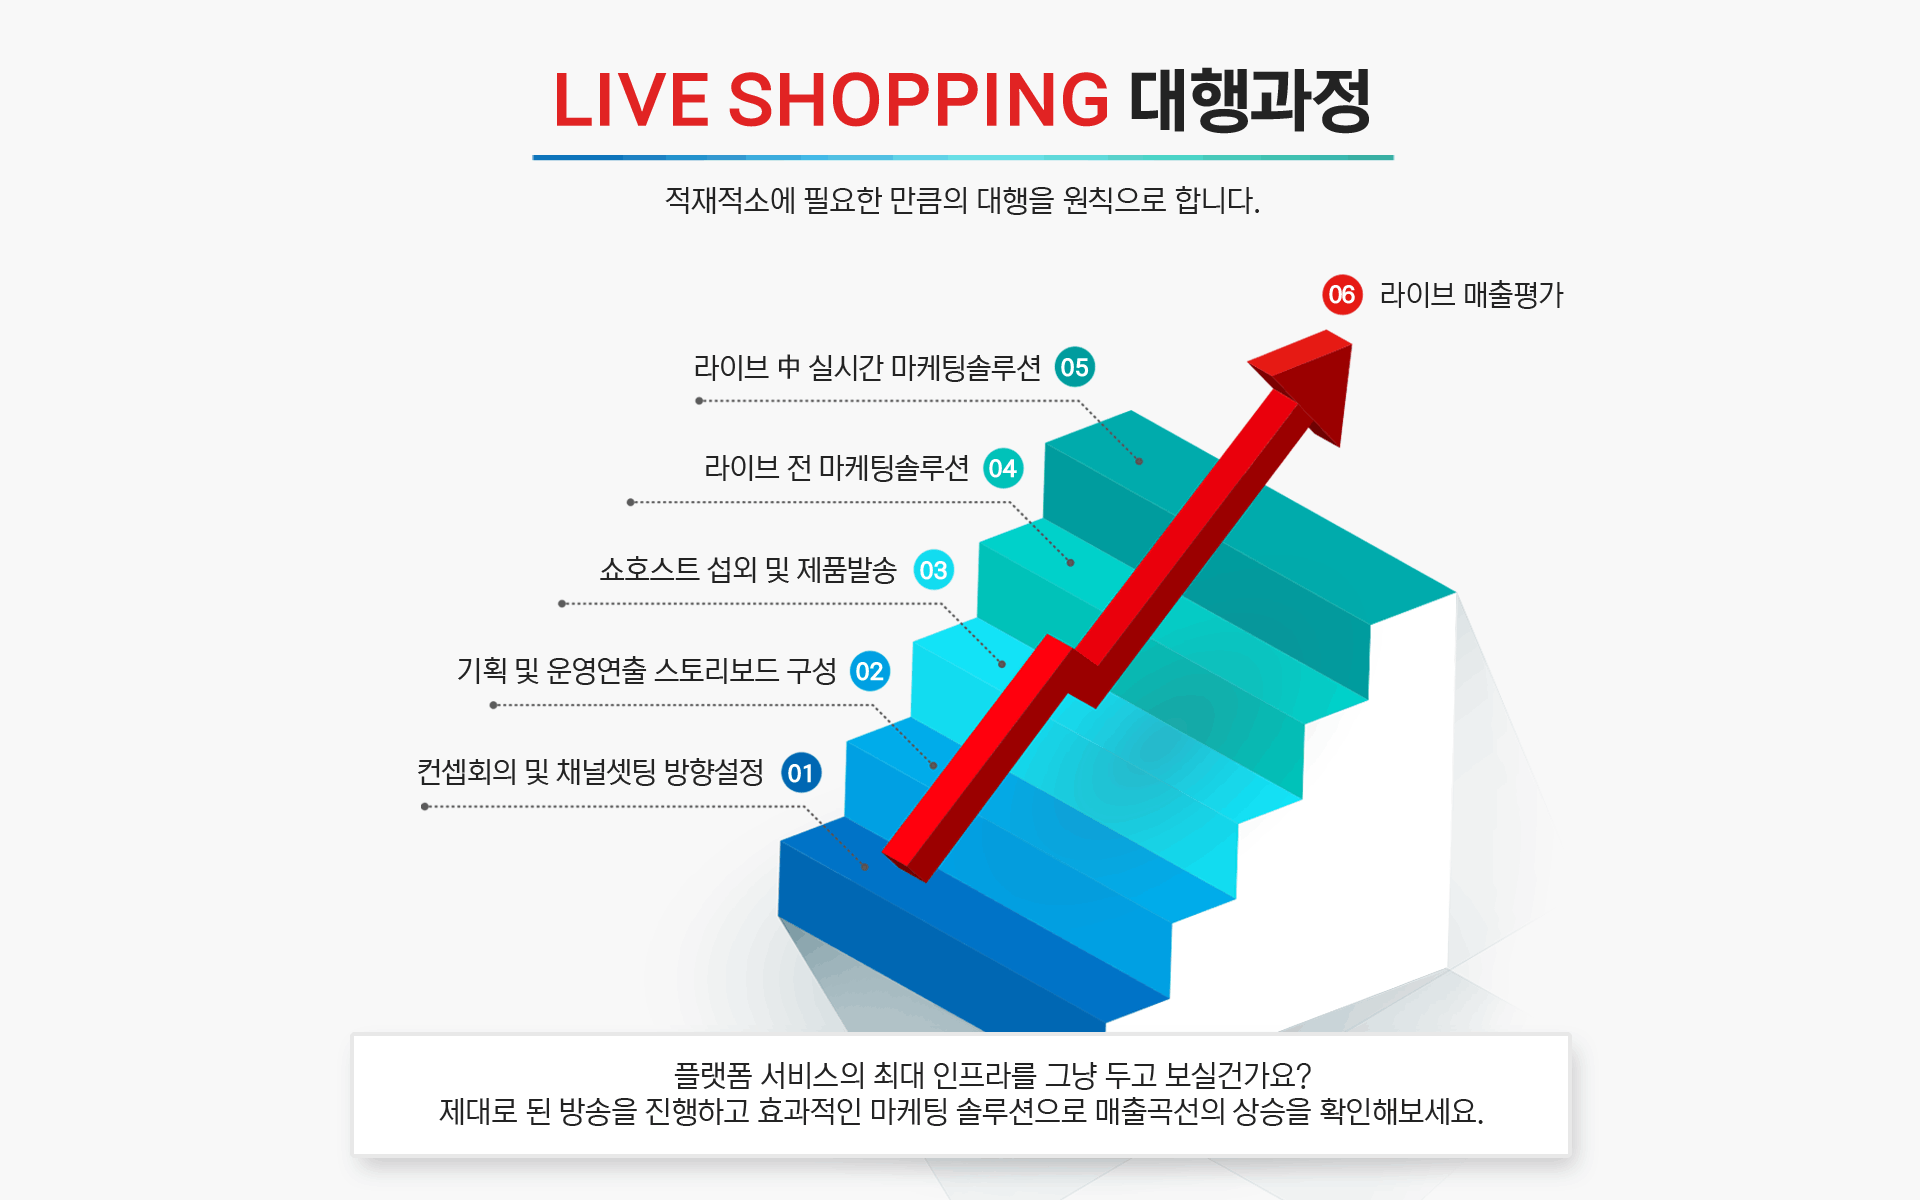 LIVE SHOPPING 대행과정
적재적소에 필요한 만큼의 대행을 원칙으로 합니다.
06 라이브 매출평가
라이브 中 실시간 마케팅솔루션 05
라이브 전 마케팅솔루션 04
쇼호스트 섭외 및 제품발송 03
기획 및 운영연출 스토리보드 구성 02
컨셉회의 및 채널셋팅 방향설정 01
플랫폼 서비스의 최대 인프라를 그냥 두고 보실건가요?
제대로 된 방송을 진행하고 효과적인 마케팅 솔루션으로 매출곡선의 상승을 확인해보세요.